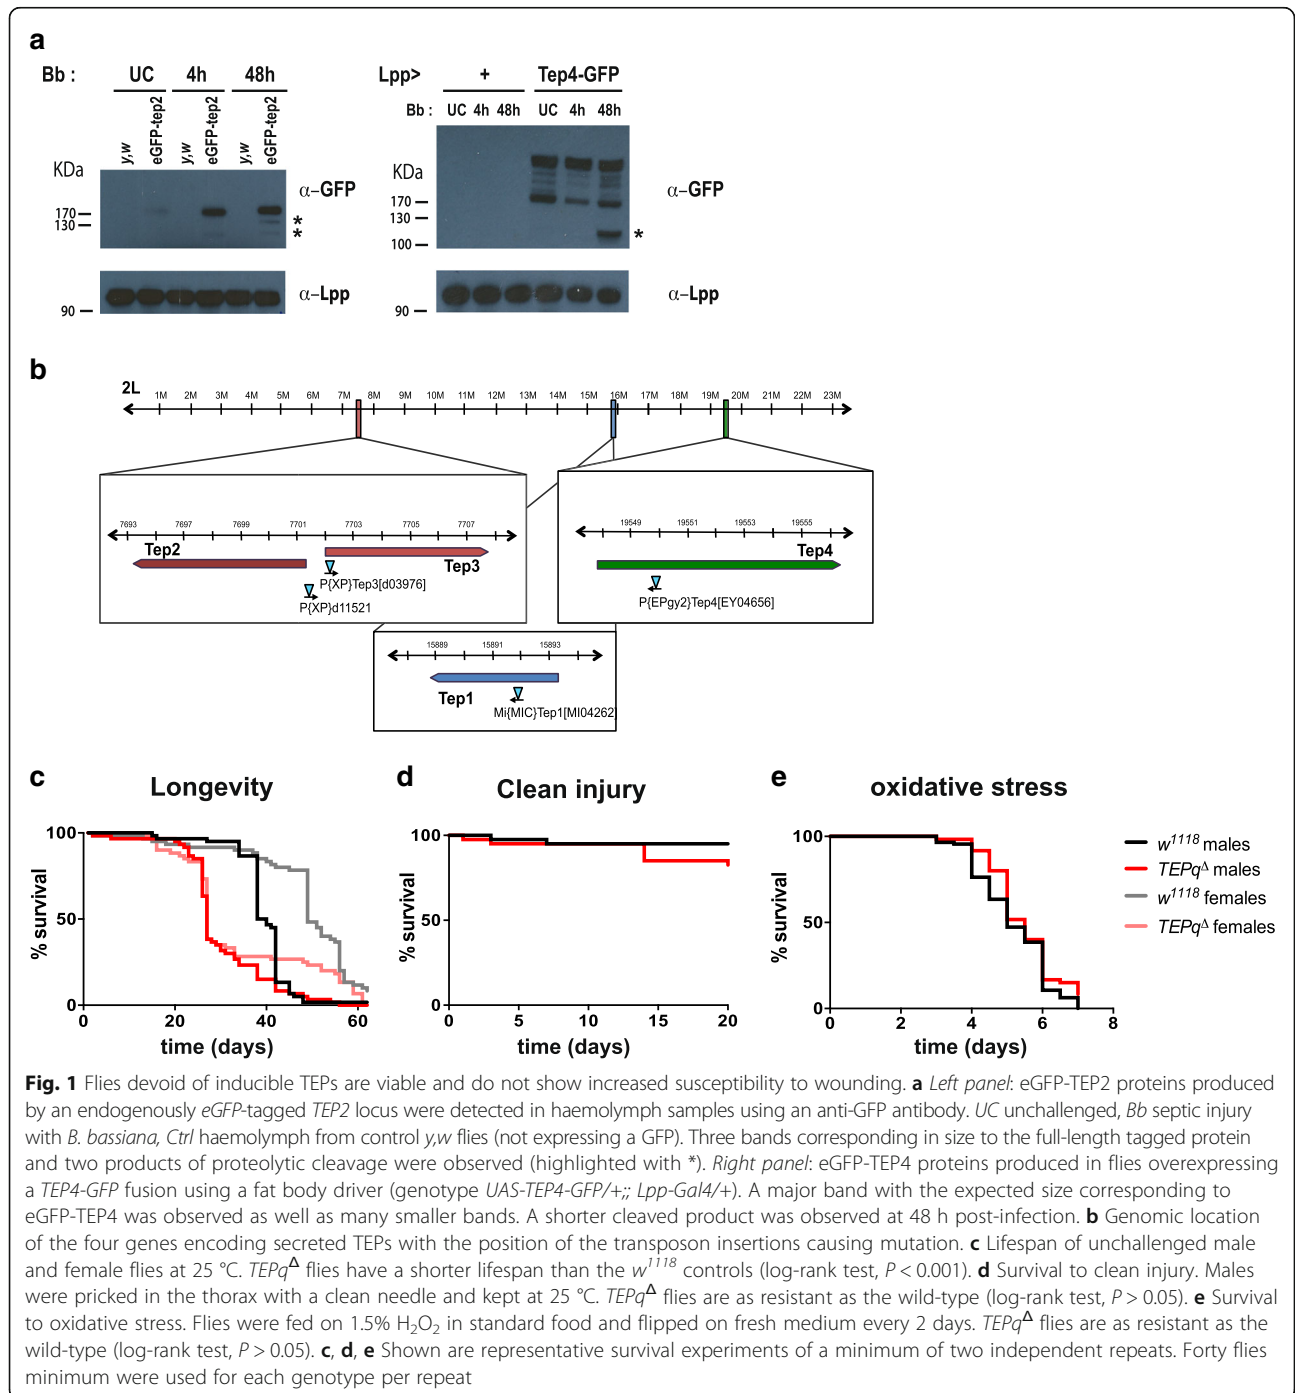 a
Bb : UC 4h 48h
y,w eGFP-tep2 y,w eGFP-tep2 y,w eGFP-tep2
KDa
170
130
α–GFP
*
*
α–Lpp
90
Lpp> + Tep4-GFP
Bb : UC 4h 48h UC 4h 48h
KDa
170
130
100
α–GFP
*
α–Lpp
90
b
2L
1M 2M 3M 4M 5M 6M 7M 8M 9M 10M 11M 12M 13M 14M 15M 16M 17M 18M 19M 20M 21M 22M 23M
7693 7697 7699 7701 7703 7705 7707
Tep2
Tep3
P{XP}Tep3[d03976]
P{XP}d11521
19549 19551 19553 19555
Tep4
P{EPgy2}Tep4[EY04656]
15889 15891 15893
Tep1
Mi{MIC}Tep1[MI04262]
c Longevity
% survival
100
50
0
0 20 40 60
time (days)
d Clean injury
% survival
100
50
0
0 5 10 15 20
time (days)
e oxidative stress
% survival
100
50
0
0 2 4 6 8
time (days)
w1118 males
TEPqΔ males
w1118 females
TEPqΔ females
Fig. 1 Flies devoid of inducible TEPs are viable and do not show increased susceptibility to wounding. a Left panel: eGFP-TEP2 proteins produced
by an endogenously eGFP-tagged TEP2 locus were detected in haemolymph samples using an anti-GFP antibody. UC unchallenged, Bb septic injury
with B. bassiana, Ctrl haemolymph from control y,w flies (not expressing a GFP). Three bands corresponding in size to the full-length tagged protein
and two products of proteolytic cleavage were observed (highlighted with *). Right panel: eGFP-TEP4 proteins produced in flies overexpressing
a TEP4-GFP fusion using a fat body driver (genotype UAS-TEP4-GFP/+;; Lpp-Gal4/+). A major band with the expected size corresponding to
eGFP-TEP4 was observed as well as many smaller bands. A shorter cleaved product was observed at 48 h post-infection. b Genomic location
of the four genes encoding secreted TEPs with the position of the transposon insertions causing mutation. c Lifespan of unchallenged male
and female flies at 25 °C. TEPqΔ flies have a shorter lifespan than the w1118 controls (log-rank test, P < 0.001). d Survival to clean injury. Males
were pricked in the thorax with a clean needle and kept at 25 °C. TEPqΔ flies are as resistant as the wild-type (log-rank test, P > 0.05). e Survival
to oxidative stress. Flies were fed on 1.5% H2O2 in standard food and flipped on fresh medium every 2 days. TEPqΔ flies are as resistant as the
wild-type (log-rank test, P > 0.05). c, d, e Shown are representative survival experiments of a minimum of two independent repeats. Forty flies
minimum were used for each genotype per repeat